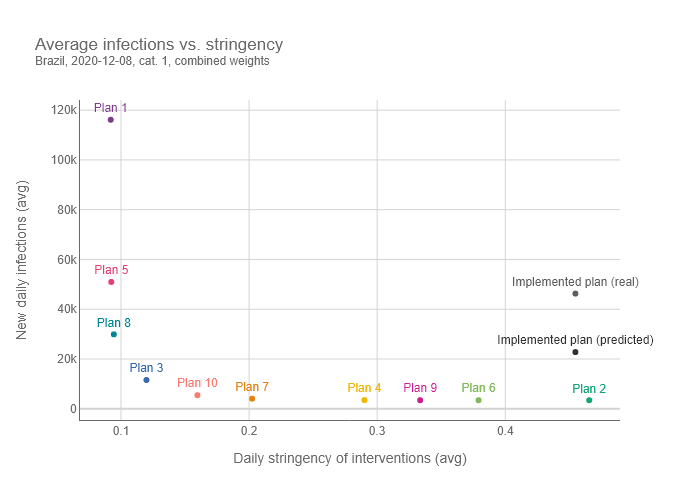 Average infections vs. stringency
Brazil, 2020-12-08, cat. 1, combined weights
120k
100k
80k
60k
40k
20k
0
New daily infections (avg)
Plan 1
Plan 5
Plan 8
Plan 3
Plan 10
Plan 7
Plan 4
Plan 9
Plan 6
Plan 2
Implemented plan (real)
Implemented plan (predicted)
0.1
0.2
0.3
0.4
Daily stringency of interventions (avg)